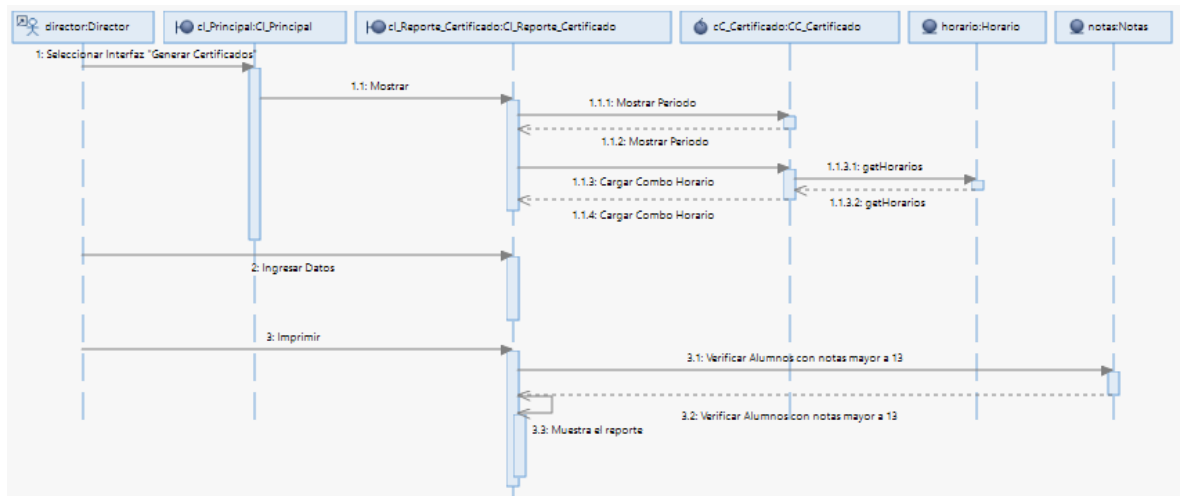 director:Director
cl_Principal:Cl_Principal
cl_Reporte_Certificado:Cl_Reporte_Certificado
cC_Certificado:CC_Certificado
horario:Horario
notas:Notas
1: Seleccionar Interfaz "Generar Certificados"
1.1: Mostrar
1.1.1: Mostrar Periodo
1.1.2: Mostrar Periodo
1.1.3.1: getHorarios
1.1.3: Cargar Combo Horario
1.1.3.2: getHorarios
1.1.4: Cargar Combo Horario
2: Ingresar Datos
3: Imprimir
3.1: Verificar Alumnos con notas mayor a 13
3.2: Verificar Alumnos con notas mayor a 13
3.3: Muestra el reporte